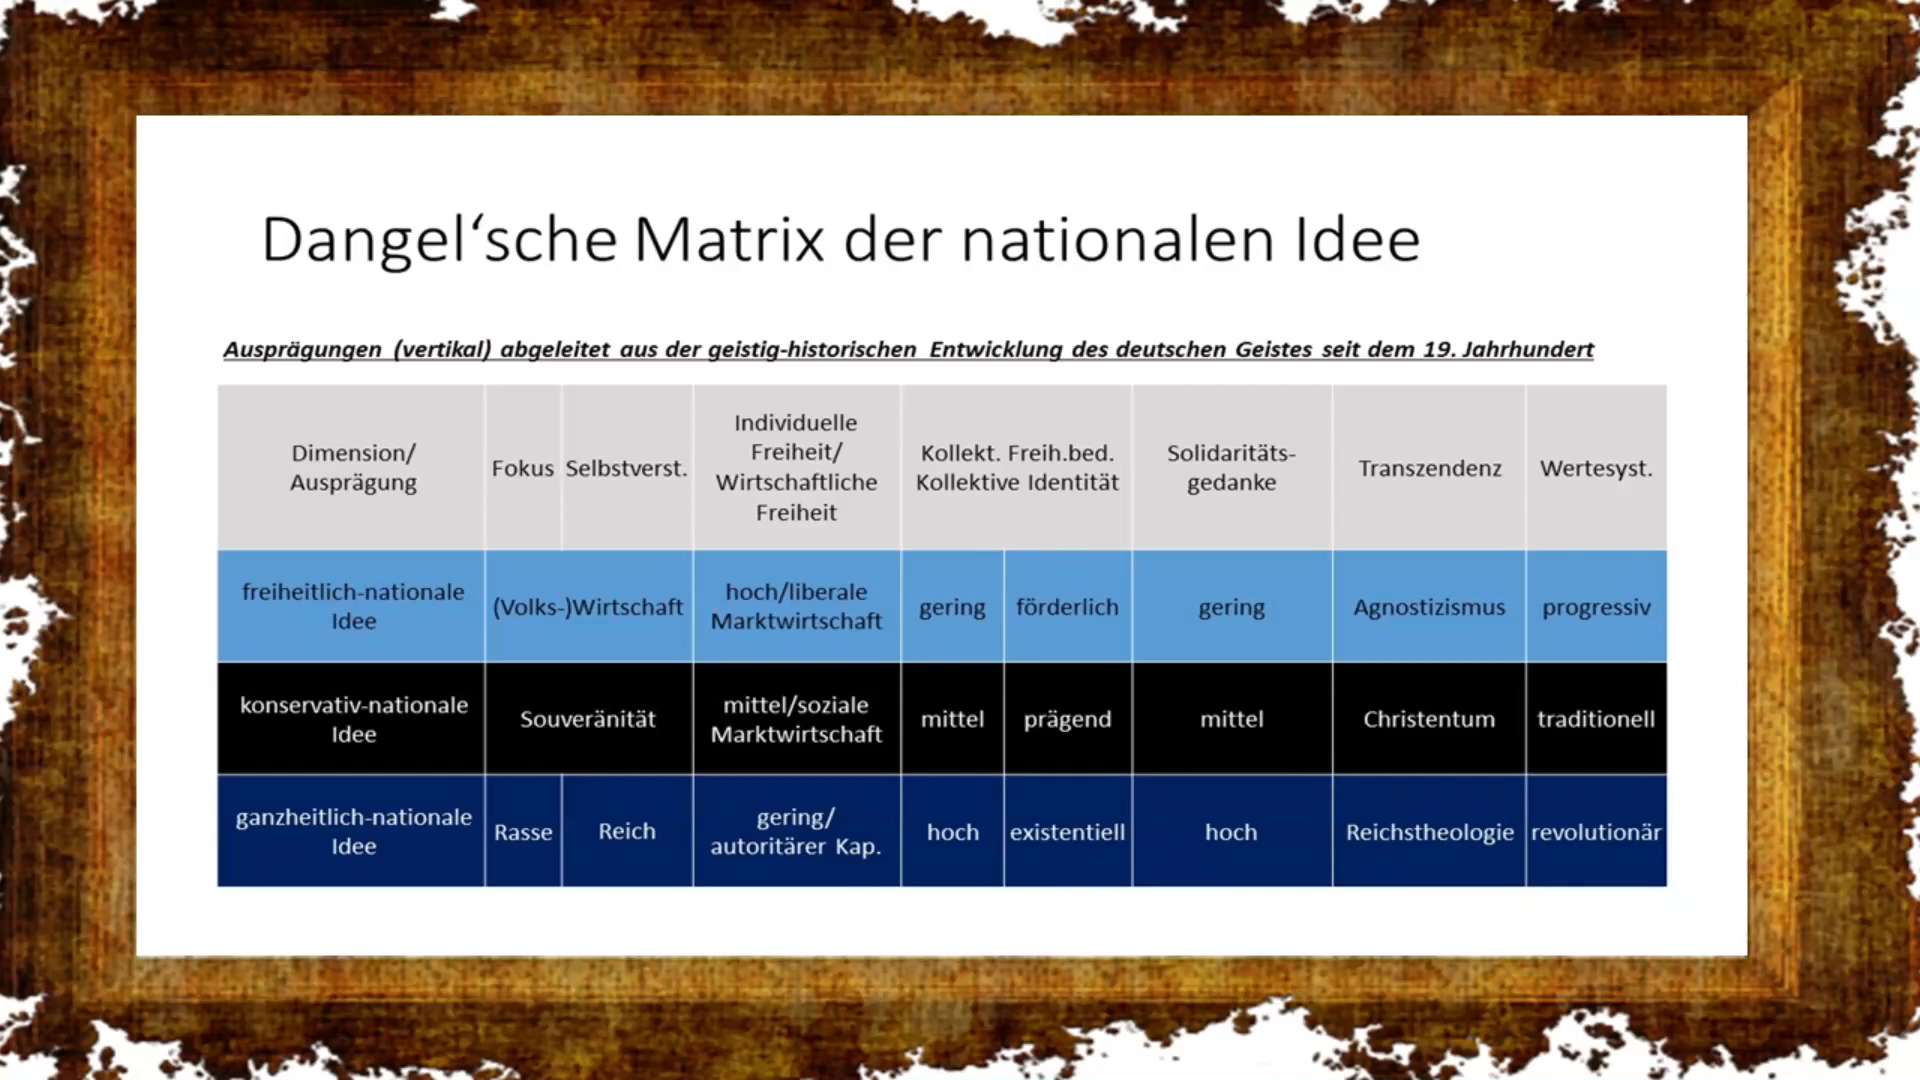 Dangel‘sche Matrix der nationalen Idee
Ausprägungen (vertikal) abgeleitet aus der geistig-historischen Entwicklung des deutschen Geistes seit dem 19. Jahrhundert
Dimension/
Ausprägung
Fokus
Selbstverst.
Individuelle
Freiheit/
Wirtschaftliche
Freiheit
Kollekt. Freih.bed.
Kollektive Identität
Solidaritäts-
gedanke
Transzendenz
Wertesyst.
freiheitlich-nationale
Idee
(Volks-)Wirtschaft
hoch/liberale
Marktwirtschaft
gering
förderlich
gering
Agnostizismus
progressiv
konservativ-nationale
Idee
Souveränität
mittel/soziale
Marktwirtschaft
mittel
prägend
mittel
Christentum
traditionell
ganzheitlich-nationale
Idee
Rasse
Reich
gering/
autoritärer Kap.
hoch
existentiell
hoch
Reichstheologie
revolutionär